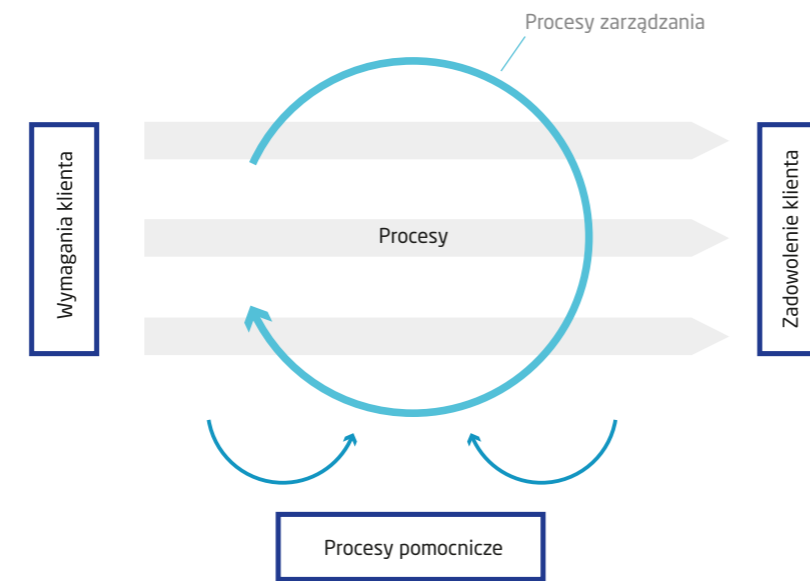 Procesy zarządzania
Wymagania klienta
Procesy
Zadowolenie klienta
Procesy pomocnicze